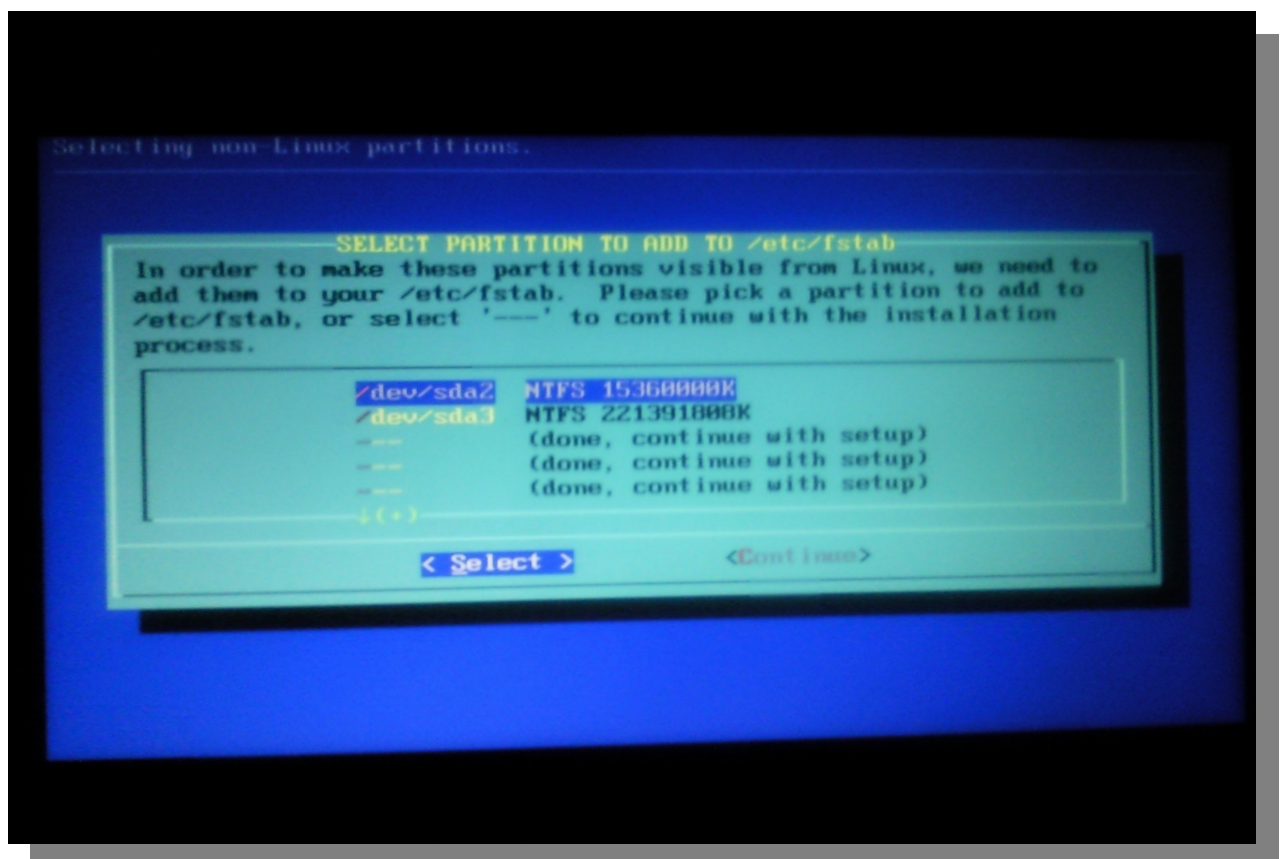 Selecting non-Linux partitions.
SELECT PARTITION TO ADD TO /etc/fstab
In order to make these partitions visible from Linux, we need to
add them to your /etc/fstab.  Please pick a partition to add to
/etc/fstab, or select '---' to continue with the installation
process.
/dev/sda2 NTFS 15360000K
/dev/sda3 NTFS 221391808K
--- (done, continue with setup)
--- (done, continue with setup)
--- (done, continue with setup)
↓(+)
< Select > <Continue>